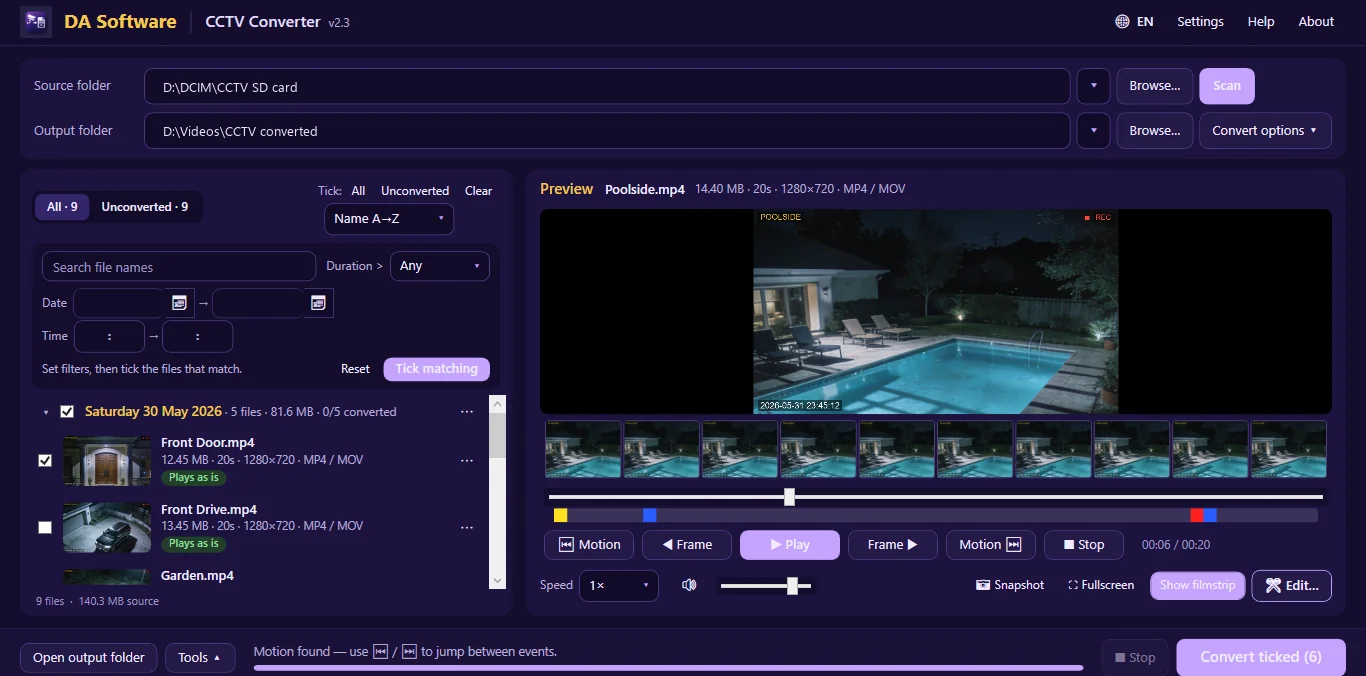 DA Software CCTV Converter v2.3 EN Settings Help About
Source folder D:\DCIM\CCTV SD card ▾ Browse... Scan
Output folder D:\Videos\CCTV converted ▾ Browse... Convert options ▾
All · 9 Unconverted · 9
Tick: All Unconverted Clear
Name A→Z ▾
Search file names Duration > Any ▾
Date →
Time : → :
Set filters, then tick the files that match. Reset Tick matching
▾ Saturday 30 May 2026 · 5 files · 81.6 MB · 0/5 converted ···
Front Door.mp4
12.45 MB · 20s · 1280×720 · MP4 / MOV ···
Plays as is
Front Drive.mp4
13.45 MB · 20s · 1280×720 · MP4 / MOV ···
Plays as is
Garden.mp4
9 files · 140.3 MB source
Preview Poolside.mp4 14.40 MB · 20s · 1280×720 · MP4 / MOV
POOLSIDE REC
2026-05-31 23:45:12
⏮ Motion ◀ Frame ▶ Play Frame ▶ Motion ⏭ ■ Stop 00:06 / 00:20
Speed 1× ▾ Snapshot Fullscreen Show filmstrip Edit...
Open output folder Tools ▴ Motion found — use ⏮ / ⏭ to jump between events. ■ Stop Convert ticked (6)